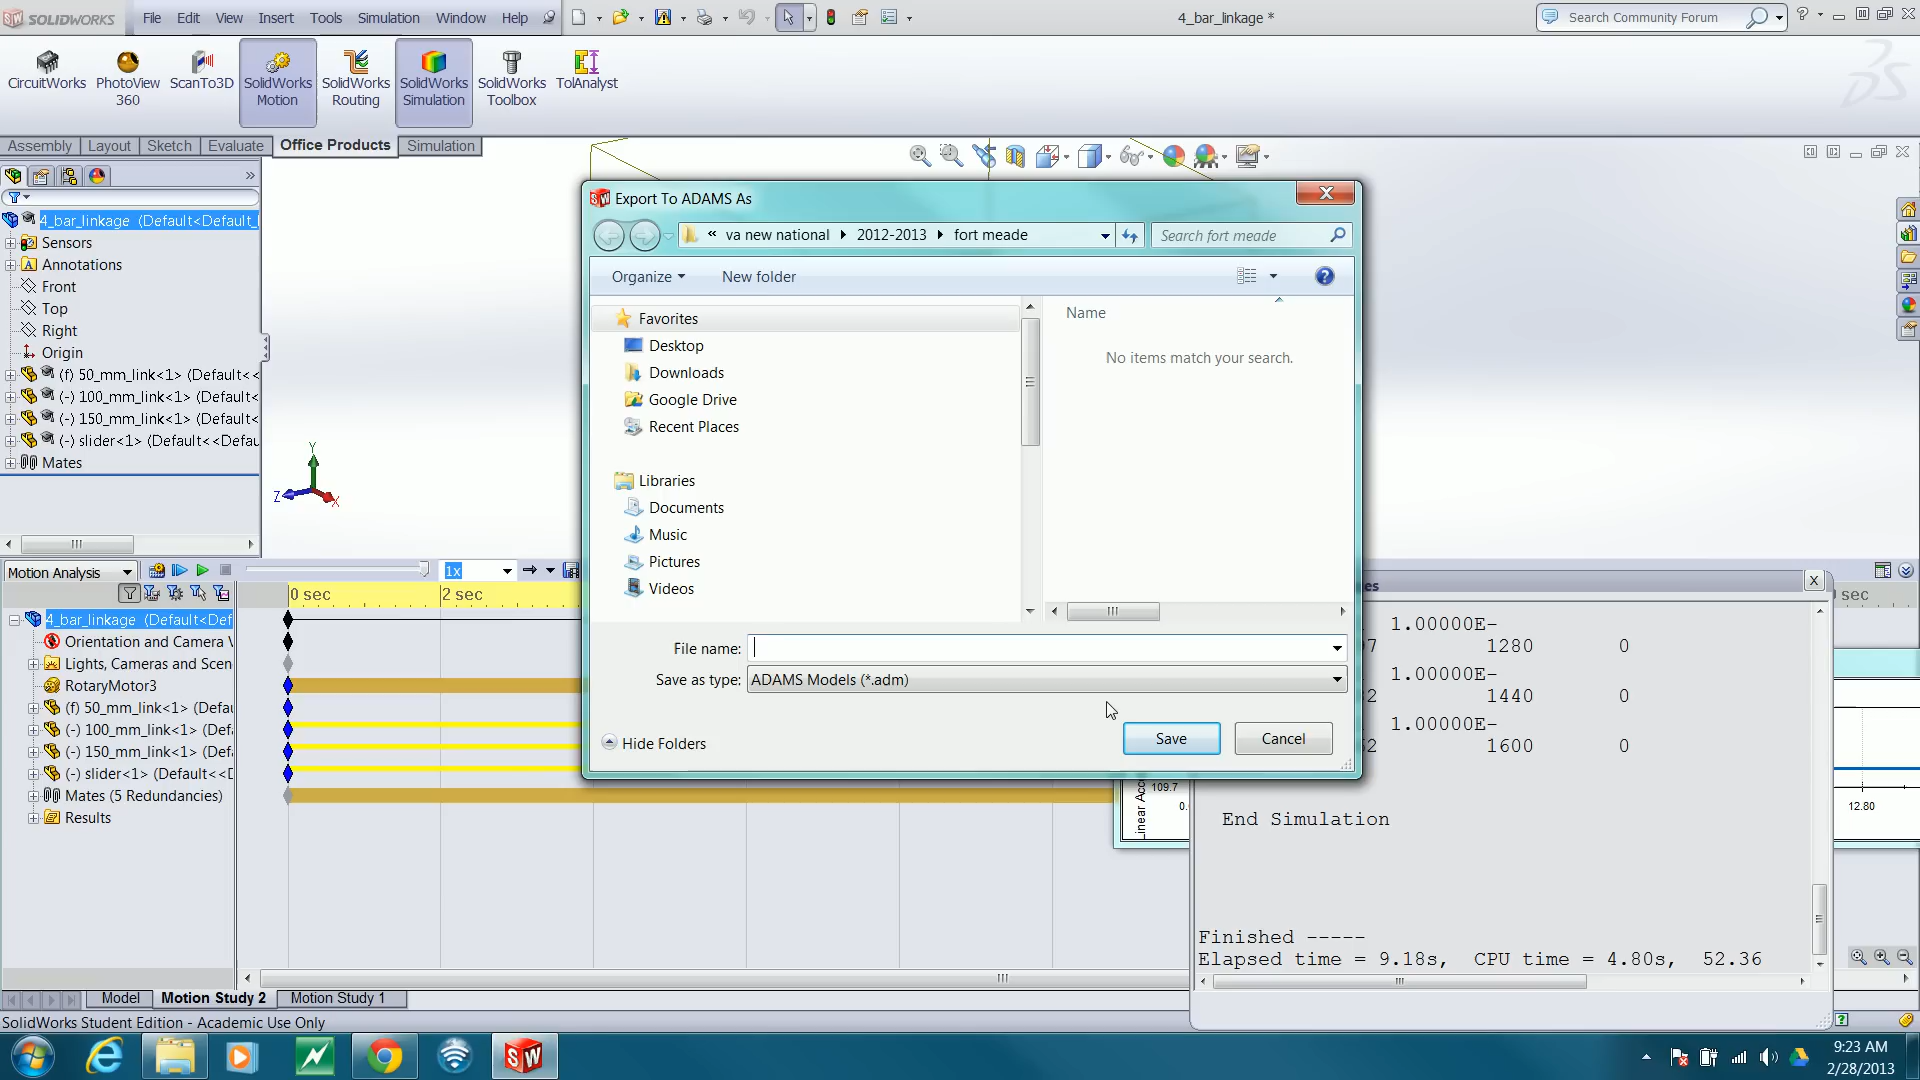 SOLIDWORKS File Edit View Insert Tools Simulation Window Help 4_bar_linkage * Search Community Forum
CircuitWorks PhotoView 360 ScanTo3D SolidWorks Motion SolidWorks Routing SolidWorks Simulation SolidWorks Toolbox TolAnalyst
Assembly Layout Sketch Evaluate Office Products Simulation
4_bar_linkage (Default<Default_
Sensors
Annotations
Front
Top
Right
Origin
(f) 50_mm_link<1> (Default<<
(-) 100_mm_link<1> (Default<
(-) 150_mm_link<1> (Default<
(-) slider<1> (Default<<Defau
Mates
Y
Z
X
Export To ADAMS As
« va new national 2012-2013 fort meade Search fort meade
Organize New folder
Favorites
Desktop
Downloads
Google Drive
Recent Places
Libraries
Documents
Music
Pictures
Videos
Name
No items match your search.
File name:
Save as type: ADAMS Models (*.adm)
Hide Folders Save Cancel
Motion Analysis 1x
0 sec 2 sec sec
4_bar_linkage (Default<Def
Orientation and Camera V
Lights, Cameras and Scen
RotaryMotor3
(f) 50_mm_link<1> (Defau
(-) 100_mm_link<1> (Def
(-) 150_mm_link<1> (Def
(-) slider<1> (Default<<D
Mates (5 Redundancies)
Results
1.00000E-
1280 0
1.00000E-
1440 0
1.00000E-
1600 0
109.7
0.
12.80
End Simulation
Finished -----
Elapsed time = 9.18s, CPU time = 4.80s, 52.36
Model Motion Study 2 Motion Study 1
SolidWorks Student Edition - Academic Use Only
9:23 AM
2/28/2013